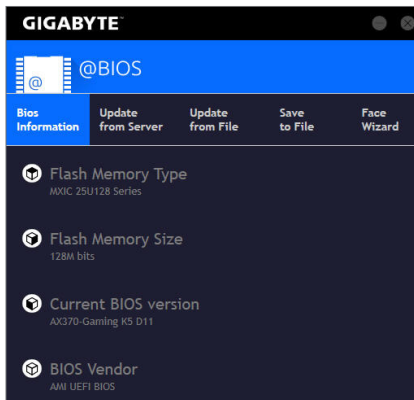 GIGABYTE™
@
@BIOS
Bios Information
Update from Server
Update from File
Save to File
Face Wizard
Flash Memory Type
MXIC 25U128 Series
Flash Memory Size
128M bits
Current BIOS version
AX370-Gaming K5 D11
BIOS Vendor
AMI UEFI BIOS